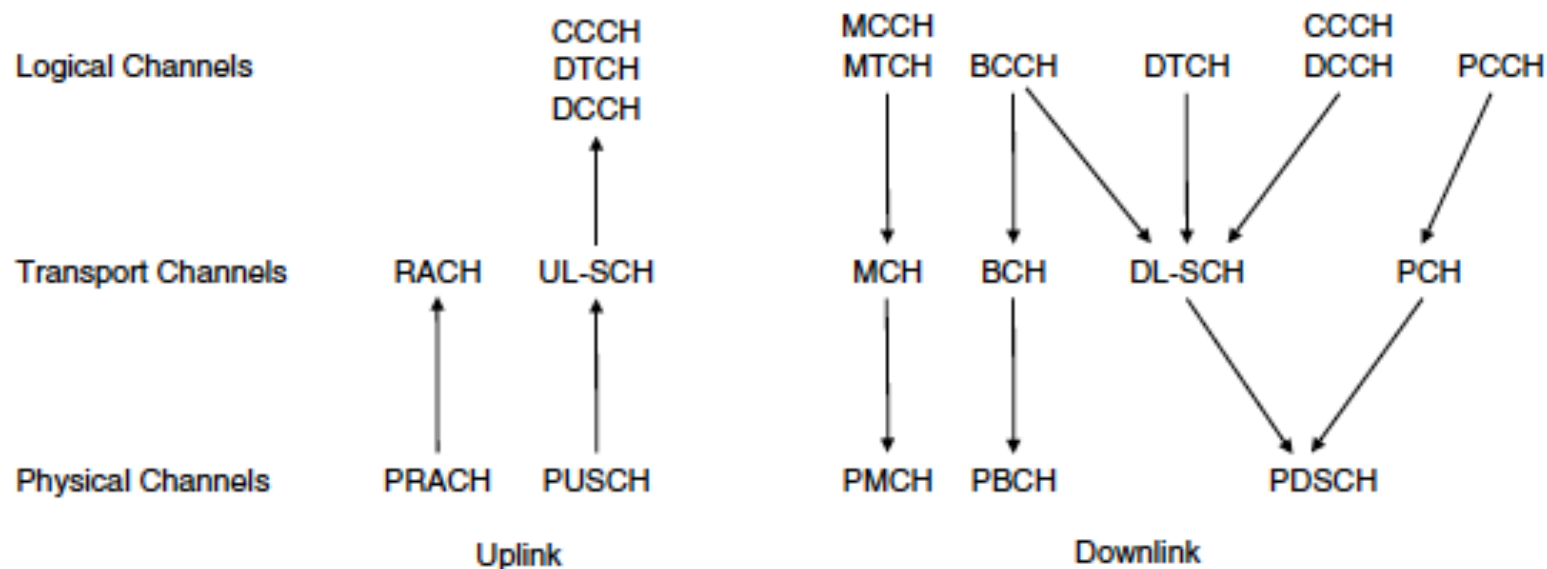 CCCH
MCCH
CCCH
Logical Channels
DTCH
MTCH
BCCH
DTCH
DCCH
PCCH
DCCH
Transport Channels
RACH
UL-SCH
MCH
BCH
DL-SCH
PCH
Physical Channels
PRACH
PUSCH
PMCH
PBCH
PDSCH
Uplink
Downlink